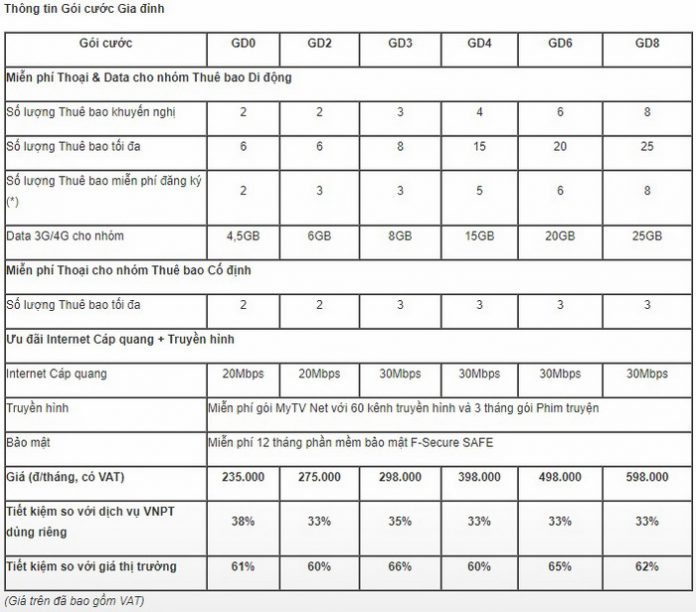 Thông tin Gói cước Gia đình
Gói cước GD0 GD2 GD3 GD4 GD6 GD8
Miễn phí Thoại & Data cho nhóm Thuê bao Di động
Số lượng Thuê bao khuyến nghị 2 2 3 4 6 8
Số lượng Thuê bao tối đa 6 6 8 15 20 25
Số lượng Thuê bao miễn phí đăng ký
(*) 2 3 3 5 6 8
Data 3G/4G cho nhóm 4,5GB 6GB 8GB 15GB 20GB 25GB
Miễn phí Thoại cho nhóm Thuê bao Cố định
Số lượng Thuê bao tối đa 2 2 3 3 3 3
Ưu đãi Internet Cáp quang + Truyền hình
Internet Cáp quang 20Mbps 20Mbps 30Mbps 30Mbps 30Mbps 30Mbps
Truyền hình Miễn phí gói MyTV Net với 60 kênh truyền hình và 3 tháng gói Phim truyện
Bảo mật Miễn phí 12 tháng phần mềm bảo mật F-Secure SAFE
Giá (đ/tháng, có VAT) 235.000 275.000 298.000 398.000 498.000 598.000
Tiết kiệm so với dịch vụ VNPT
dùng riêng 38% 33% 35% 33% 33% 33%
Tiết kiệm so với giá thị trường 61% 60% 66% 60% 65% 62%
(Giá trên đã bao gồm VAT)